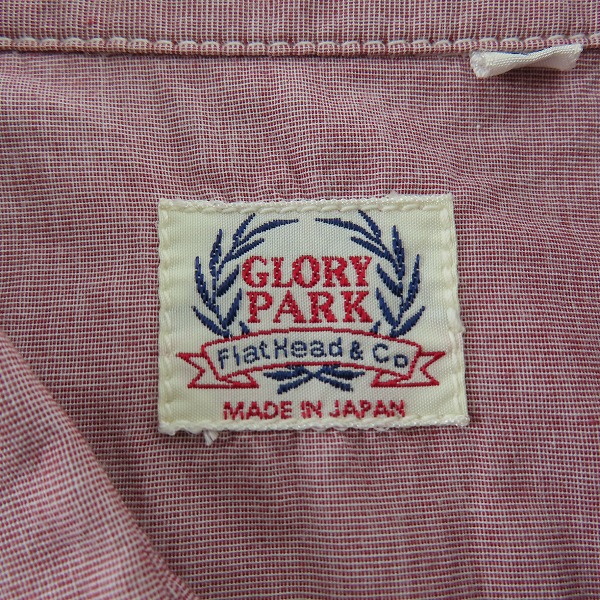 GLORY
PARK
FlatHead & Co
MADE IN JAPAN